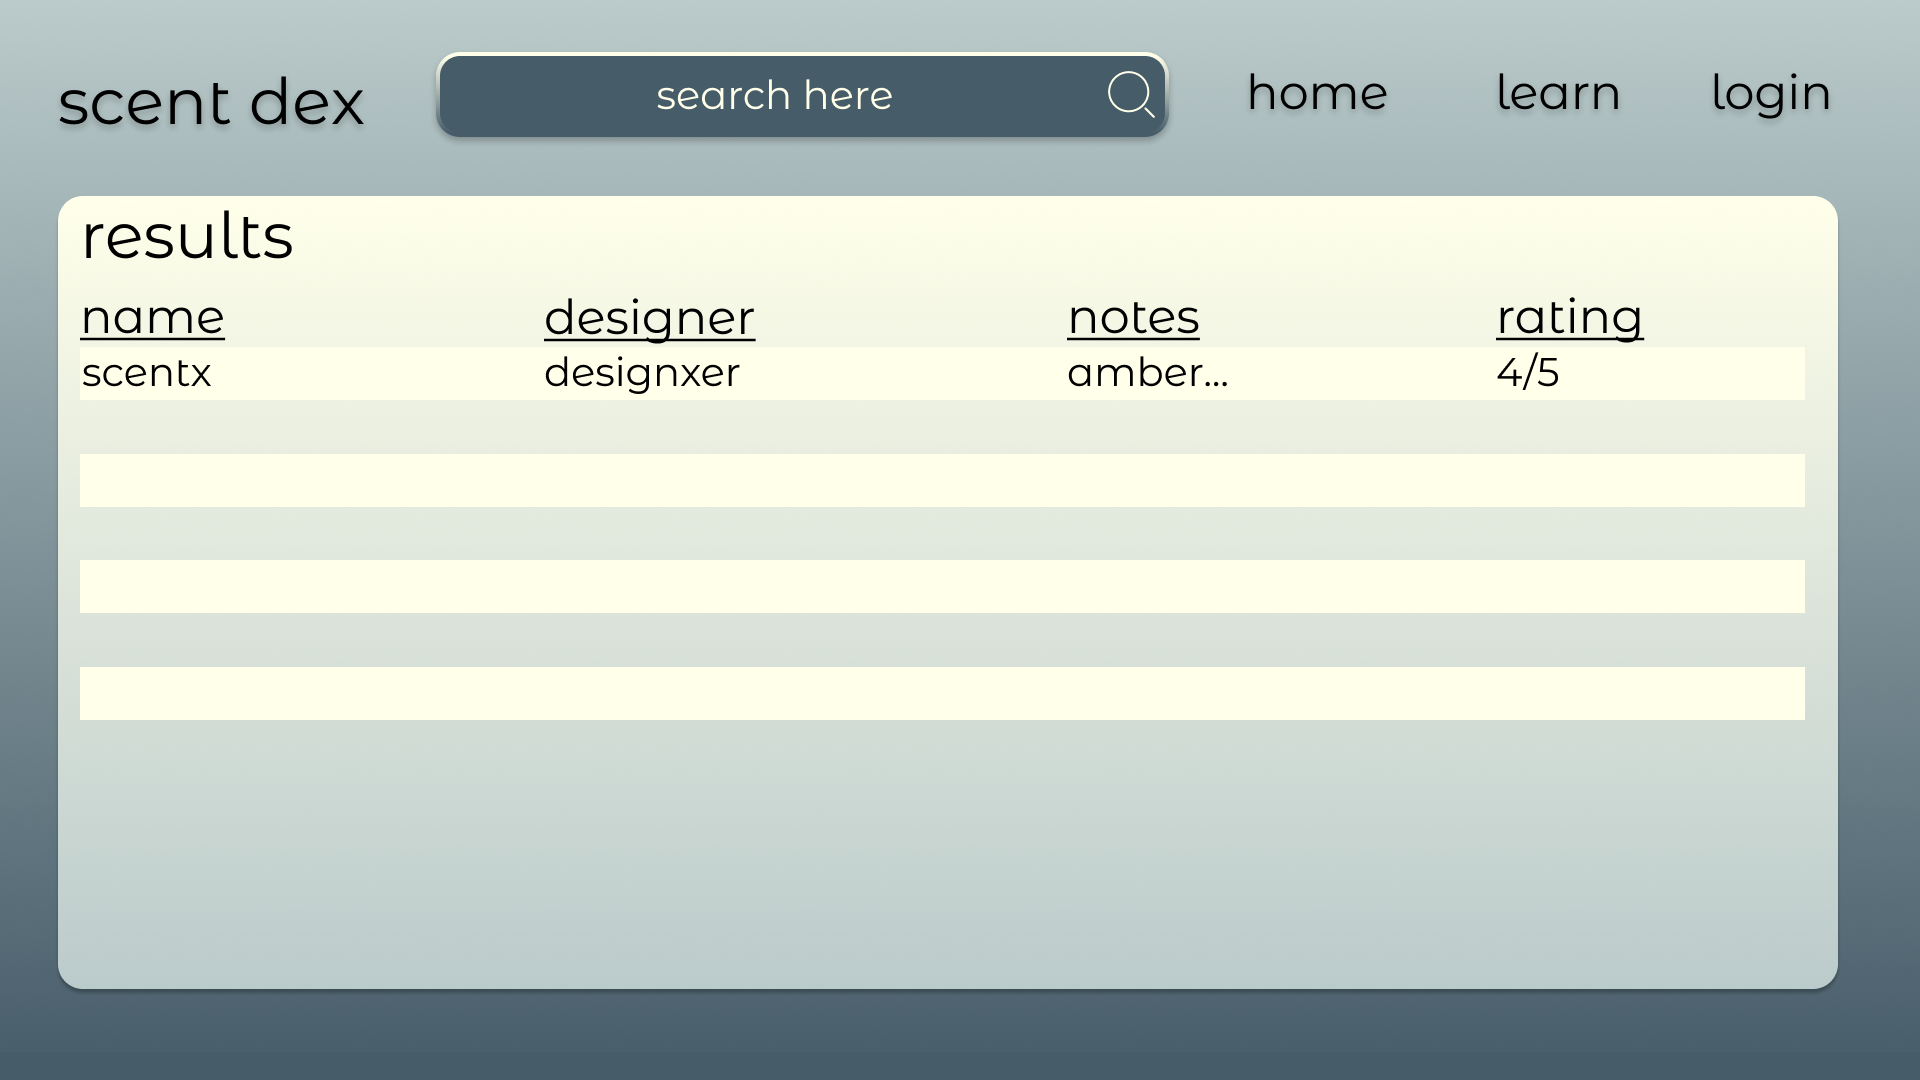 scent dex
search here
home
learn
login
results
name designer notes rating
scentx designxer amber... 4/5